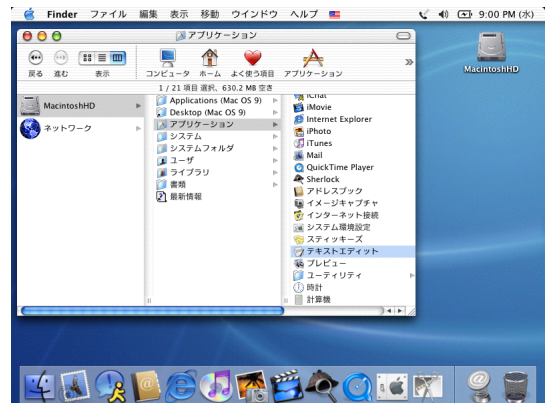 Finder ファイル 編集 表示 移動 ウインドウ ヘルプ 9:00 PM (水)
アプリケーション
戻る 進む 表示 コンピュータ ホーム よく使う項目 アプリケーション
1 / 21 項目 選択、630.2 MB 空き
MacintoshHD
ネットワーク
Applications (Mac OS 9)
Desktop (Mac OS 9)
アプリケーション
システム
システムフォルダ
ユーザ
ライブラリ
書類
最新情報
iChat
iMovie
Internet Explorer
iPhoto
iTunes
Mail
QuickTime Player
Sherlock
アドレスブック
イメージキャプチャ
インターネット接続
システム環境設定
スティッキーズ
テキストエディット
プレビュー
ユーティリティ
時計
計算機
MacintoshHD